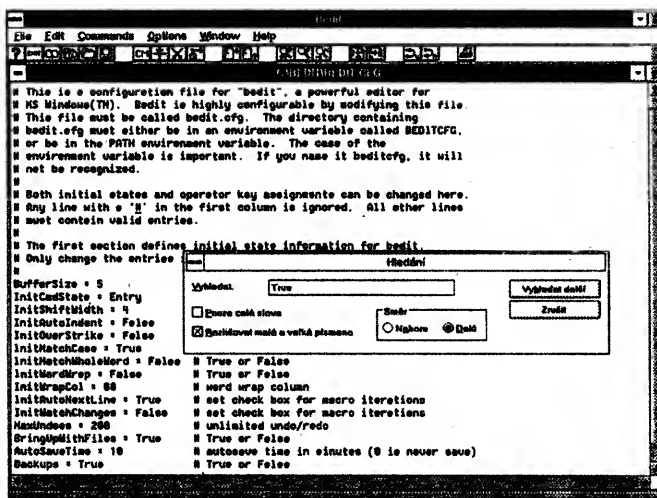 Bedit
File Edit Commands Options Window Help
# This is a configuration file for "bedit", a powerful editor for
# MS Windows(TM). Bedit is highly configurable by modifying this file.
# This file must be called bedit.cfg. The directory containing
# bedit.cfg must either be in an environment variable called BEDITCFG,
# or be in the PATH environment variable. The case of the
# environment variable is important. If you name it beditcfg, it will
# not be recognized.
#
# Both initial states and operator key assignments can be changed here.
# Any line with a '#' in the first column is ignored. All other lines
# must contain valid entries.
#
# The first section defines initial state information for bedit.
# Only change the entries
#
Hledání
Vyhledat:
True
Vyhledat další
Zrušit
Pouze celá slova
Rozlišovat malá a velká písmena
Směr
Nahoru
Dolů
BufferSize = 5
InitCmdState = Entry
InitShiftWidth = 4
InitAutoIndent = False
InitOverStrike = False
InitMatchCase = True
InitMatchWholeWord = False # True or False
InitWordWrap = False # True or False
InitWrapCol = 80 # word wrap column
InitAutoNextLine = True # set check box for macro iterations
InitWatchChanges = False # set check box for macro iterations
MaxUndoes = 200 # unlimited undo/redo
BringUpWithFiles = True # True or False
AutoSaveTime = 10 # autosave time in minutes (0 is never save)
Backups = True # True or False